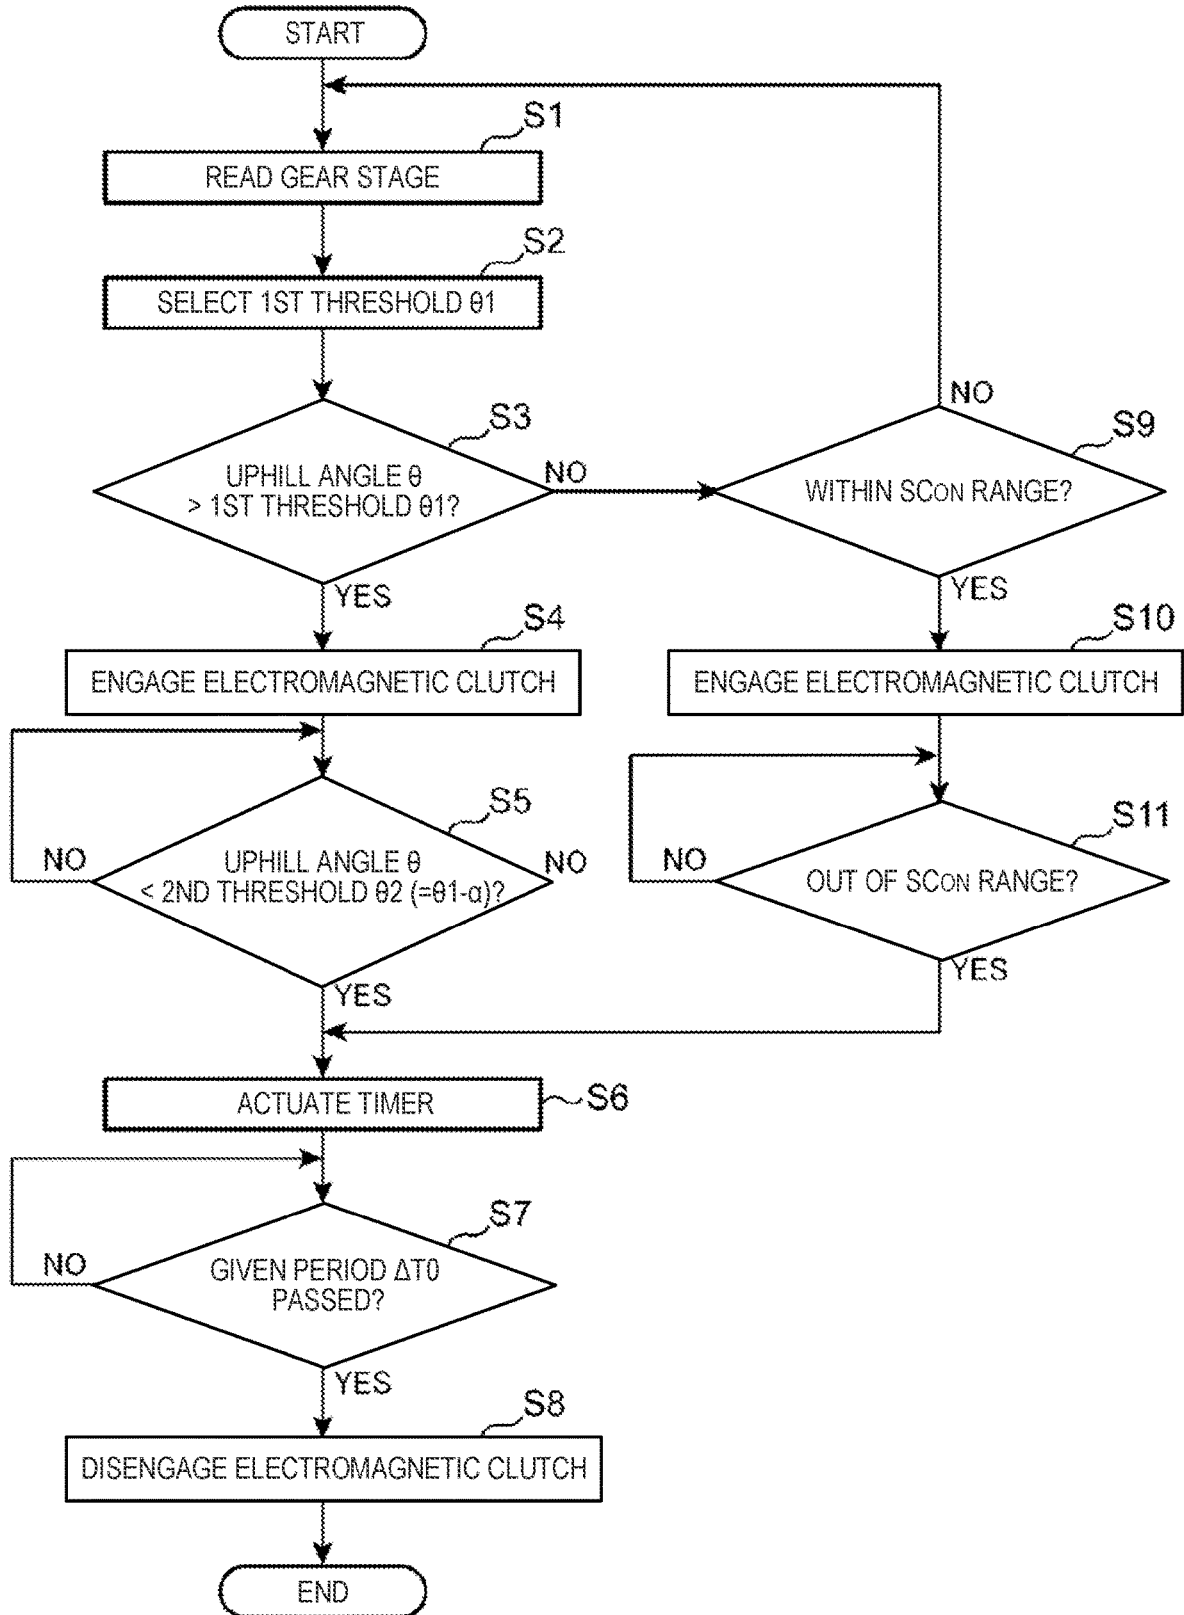 START
S1
READ GEAR STAGE
S2
SELECT 1ST THRESHOLD θ1
S3
UPHILL ANGLE θ
> 1ST THRESHOLD θ1?
NO
YES
NO
S9
WITHIN SCON RANGE?
YES
S4
ENGAGE ELECTROMAGNETIC CLUTCH
S10
ENGAGE ELECTROMAGNETIC CLUTCH
S5
UPHILL ANGLE θ
< 2ND THRESHOLD θ2 (=θ1-α)?
NO
NO
YES
S11
OUT OF SCON RANGE?
NO
YES
ACTUATE TIMER
S6
S7
GIVEN PERIOD ΔT0
PASSED?
NO
YES
S8
DISENGAGE ELECTROMAGNETIC CLUTCH
END